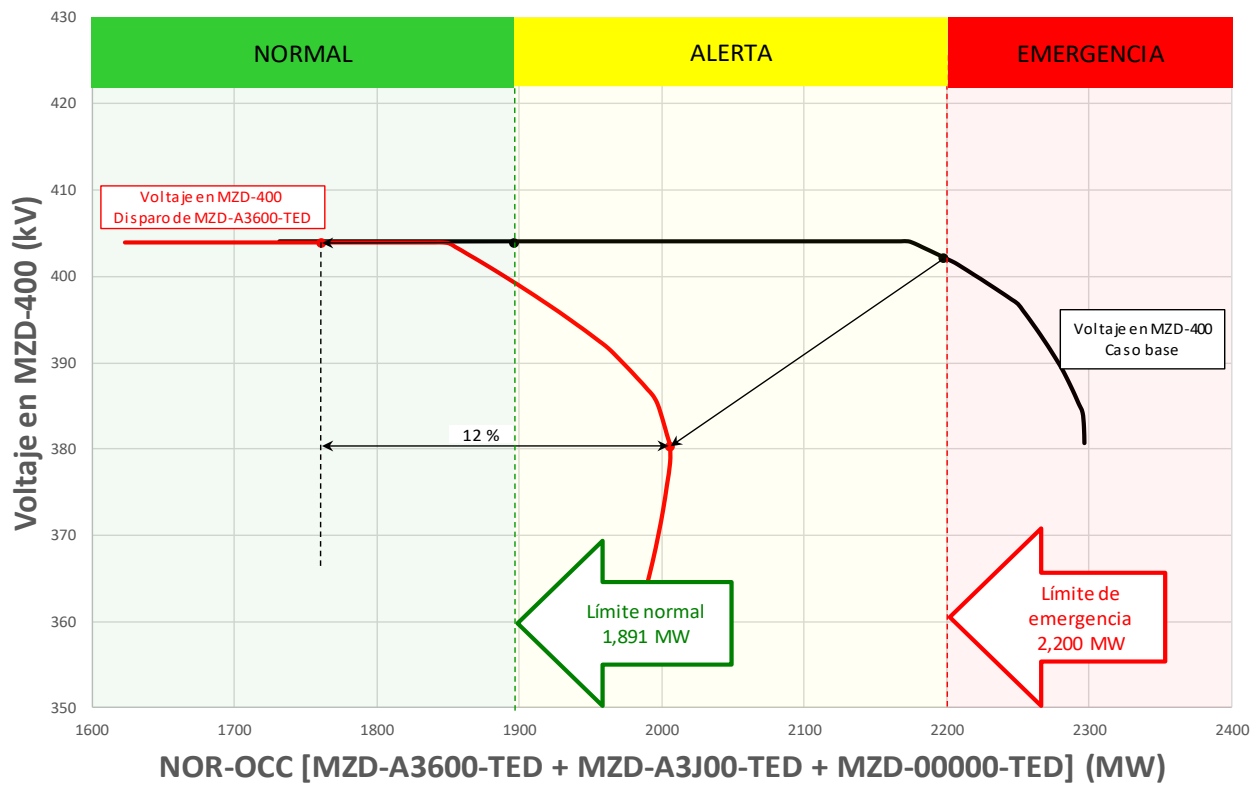 NORMAL
ALERTA
EMERGENCIA
Voltaje en MZD-400 (kV)
430
420
410
400
390
380
370
360
350
Voltaje en MZD-400
Disparo de MZD-A3600-TED
Voltaje en MZD-400
Caso base
12 %
Límite normal
1,891 MW
Límite de
emergencia
2,200 MW
1600
1700
1800
1900
2000
2100
2200
2300
2400
NOR-OCC [MZD-A3600-TED + MZD-A3J00-TED + MZD-00000-TED] (MW)